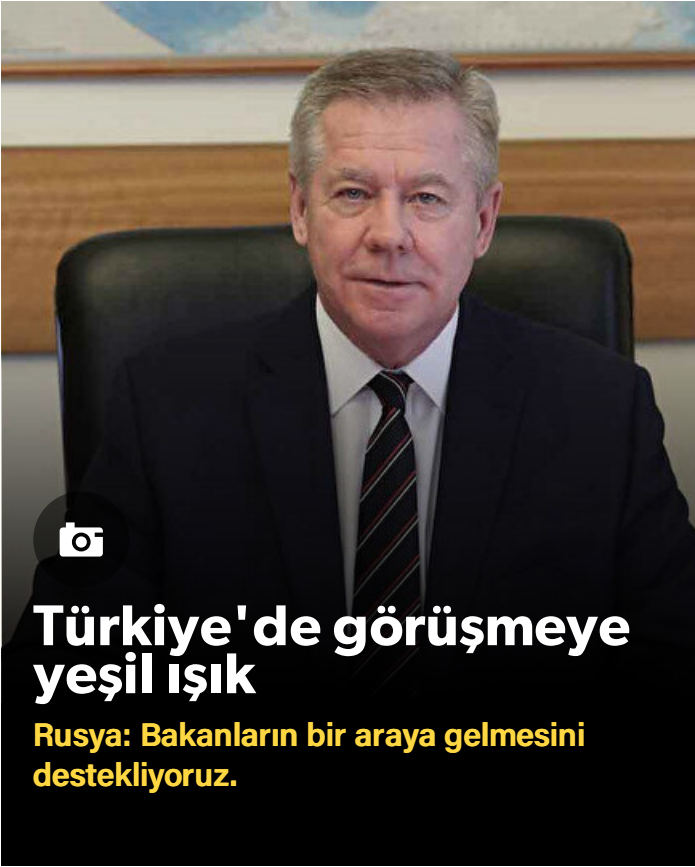 Türkiye'de görüşmeye
yeşil ışık
Rusya: Bakanların bir araya gelmesini
destekliyoruz.